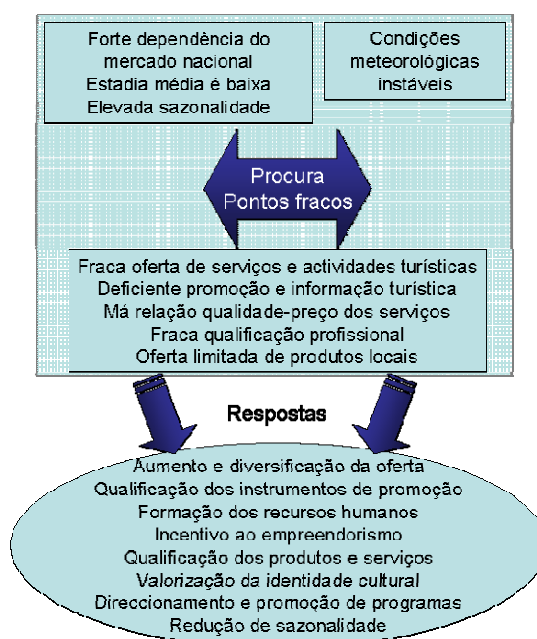 Forte dependência do
mercado nacional
Estadia média é baixa
Elevada sazonalidade
Condições
meteorológicas
instáveis
Procura
Pontos fracos
Fraca oferta de serviços e actividades turísticas
Deficiente promoção e informação turística
Má relação qualidade-preço dos serviços
Fraca qualificação profissional
Oferta limitada de produtos locais
Respostas
Aumento e diversificação da oferta
Qualificação dos instrumentos de promoção
Formação dos recursos humanos
Incentivo ao empreendorismo
Qualificação dos produtos e serviços
Valorização da identidade cultural
Direccionamento e promoção de programas
Redução de sazonalidade